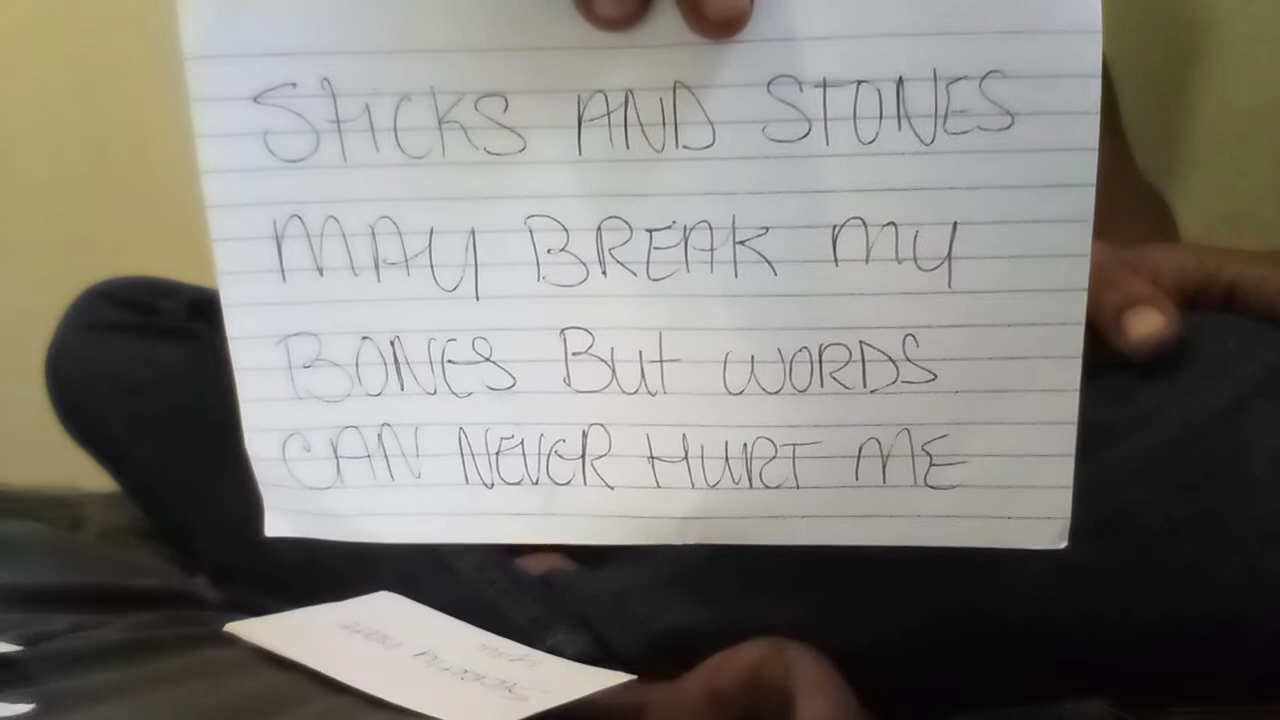 SticKS AND STONES
MAY BREAK MY
BONES But WORDS
CAN NEVER HURT ME